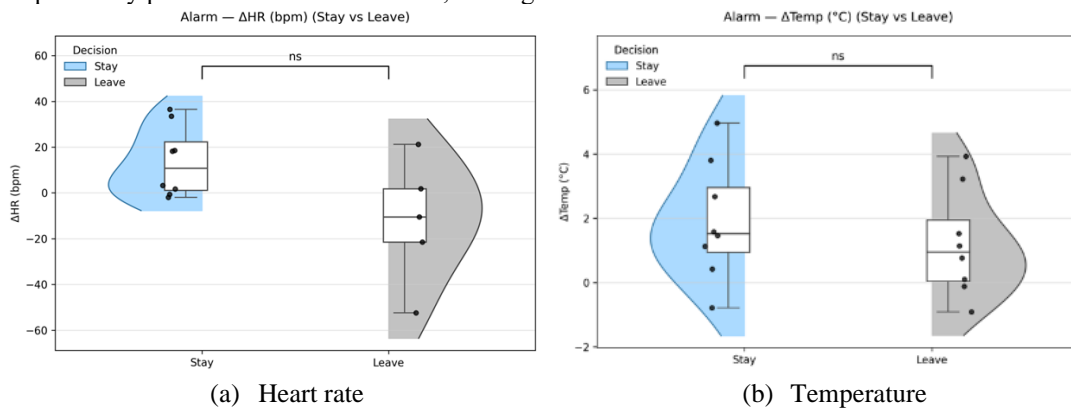 Alarm — ΔHR (bpm) (Stay vs Leave)
60
40
20
0
−20
−40
−60
ΔHR (bpm)
Decision
Stay
Leave
ns
Stay
Leave
(a) Heart rate
Alarm — ΔTemp (°C) (Stay vs Leave)
6
4
2
0
−2
ΔTemp (°C)
Decision
Stay
Leave
ns
Stay
Leave
(b) Temperature